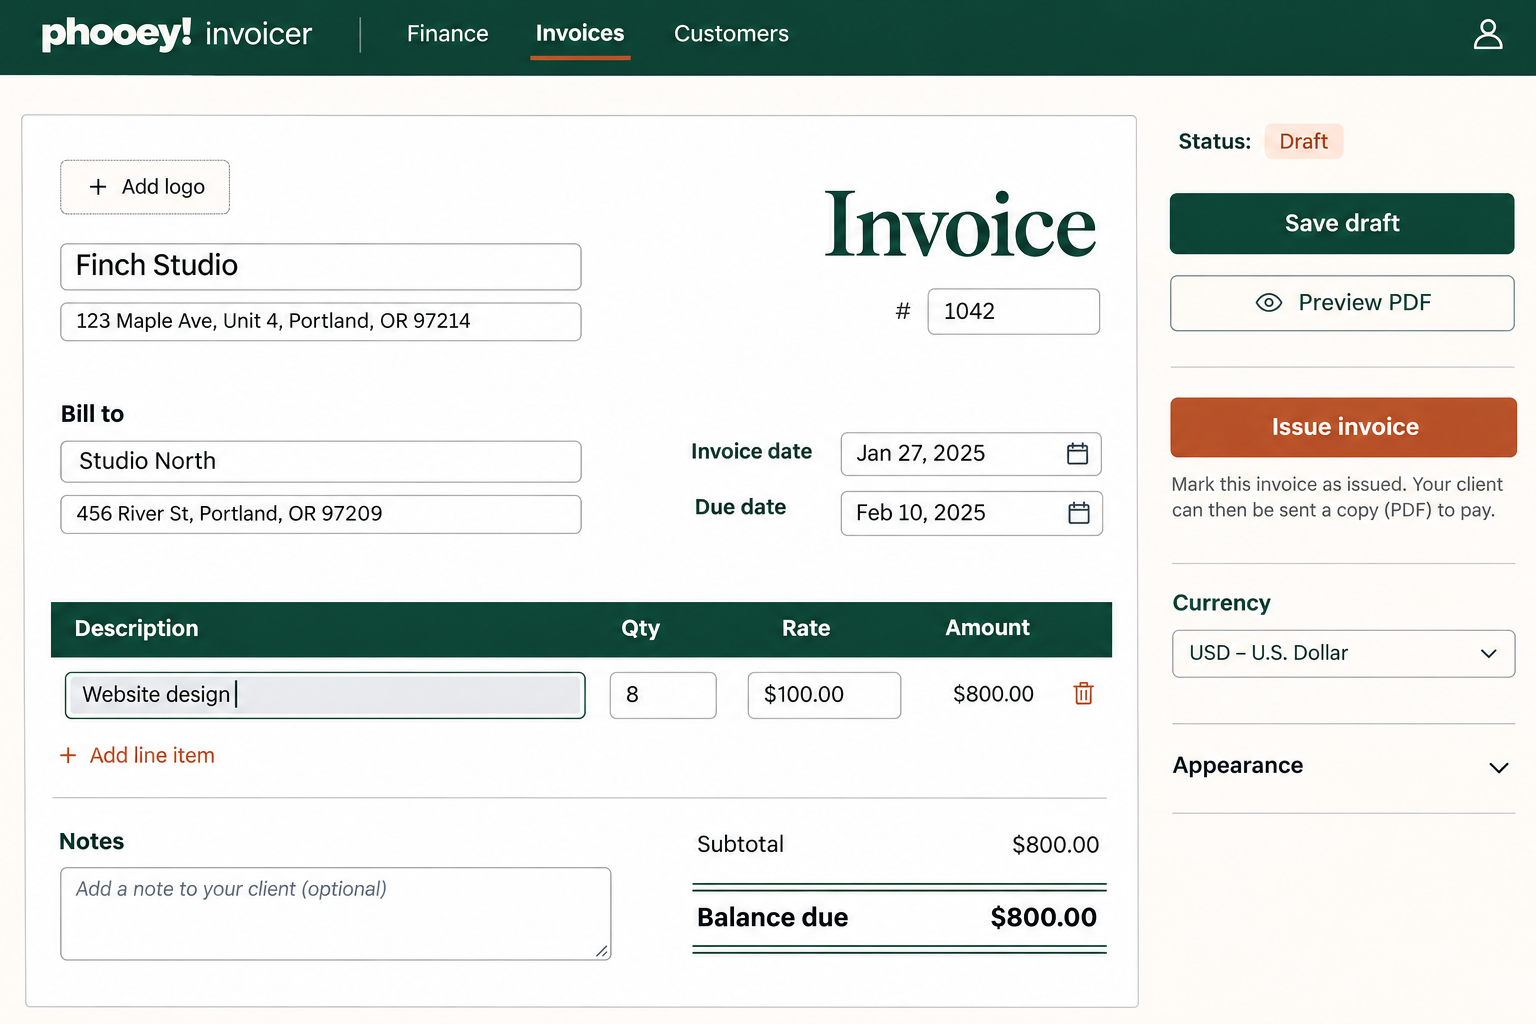 phooey! invoicer
Finance
Invoices
Customers
+ Add logo
Finch Studio
123 Maple Ave, Unit 4, Portland, OR 97214
Invoice
# 1042
Bill to
Studio North
456 River St, Portland, OR 97209
Invoice date Jan 27, 2025
Due date Feb 10, 2025
Description Qty Rate Amount
Website design 8 $100.00 $800.00
+ Add line item
Notes
Add a note to your client (optional)
Subtotal $800.00
Balance due $800.00
Status: Draft
Save draft
Preview PDF
Issue invoice
Mark this invoice as issued. Your client
can then be sent a copy (PDF) to pay.
Currency
USD – U.S. Dollar
Appearance